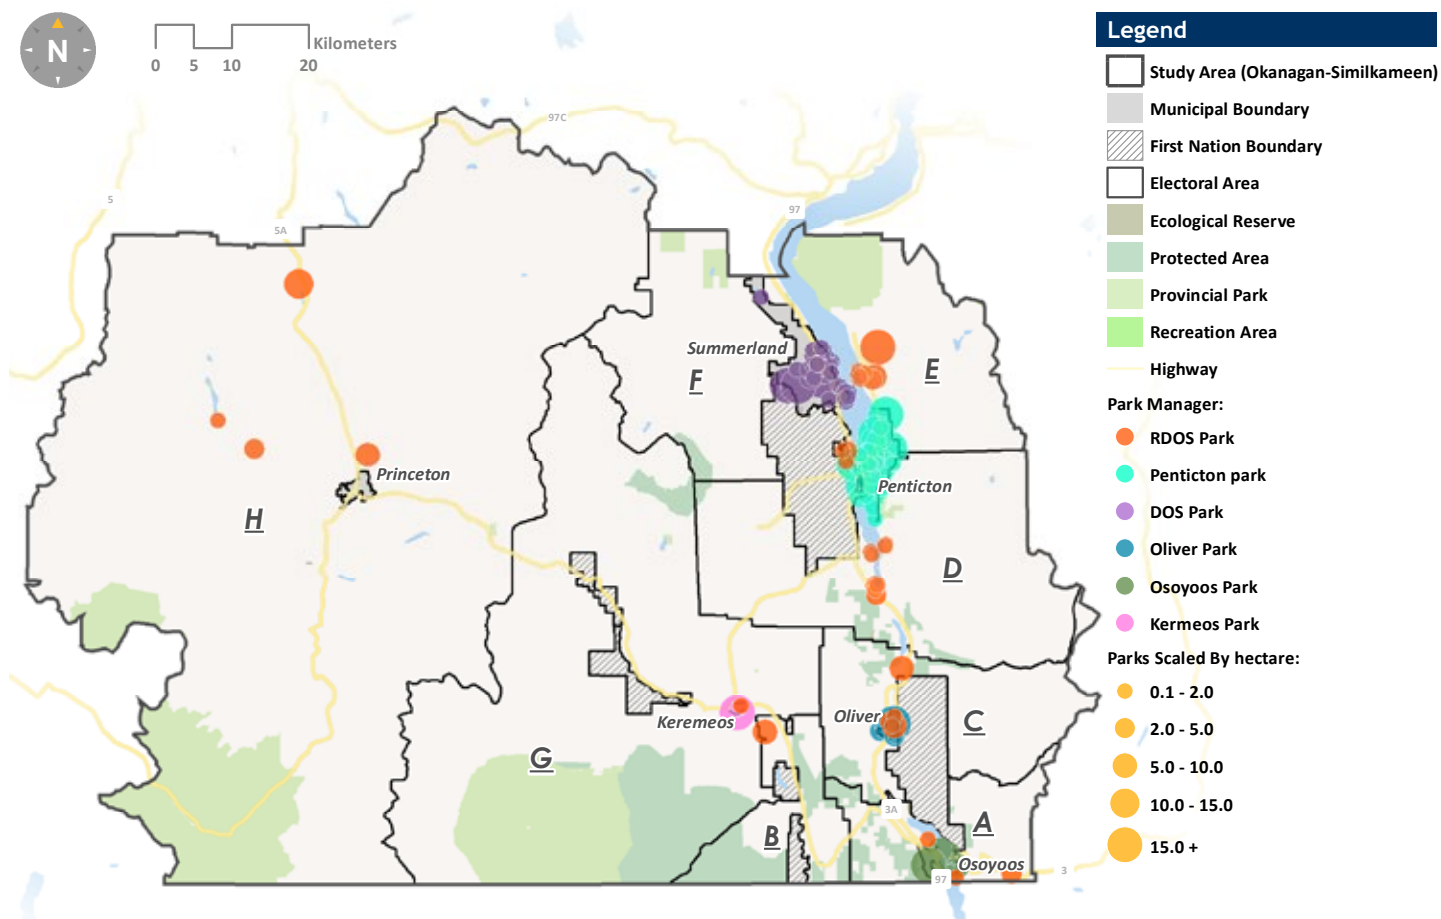 N
Kilometers
0 5 10 20
Legend
Study Area (Okanagan-Similkameen)
Municipal Boundary
First Nation Boundary
Electoral Area
Ecological Reserve
Protected Area
Provincial Park
Recreation Area
Highway
Park Manager:
RDOS Park
Penticton park
DOS Park
Oliver Park
Osoyoos Park
Kermeos Park
Parks Scaled By hectare:
0.1 - 2.0
2.0 - 5.0
5.0 - 10.0
10.0 - 15.0
15.0 +
97C
5
97
5A
Summerland
F
E
Princeton
Penticton
H
D
Keremeos
Oliver
C
G
3A
B
A
Osoyoos
97
3